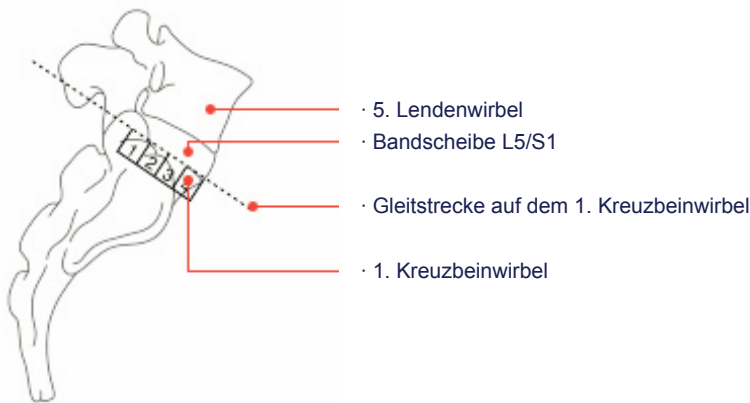 · 5. Lendenwirbel
· Bandscheibe L5/S1
· Gleitstrecke auf dem 1. Kreuzbeinwirbel
· 1. Kreuzbeinwirbel
1 2 3 4